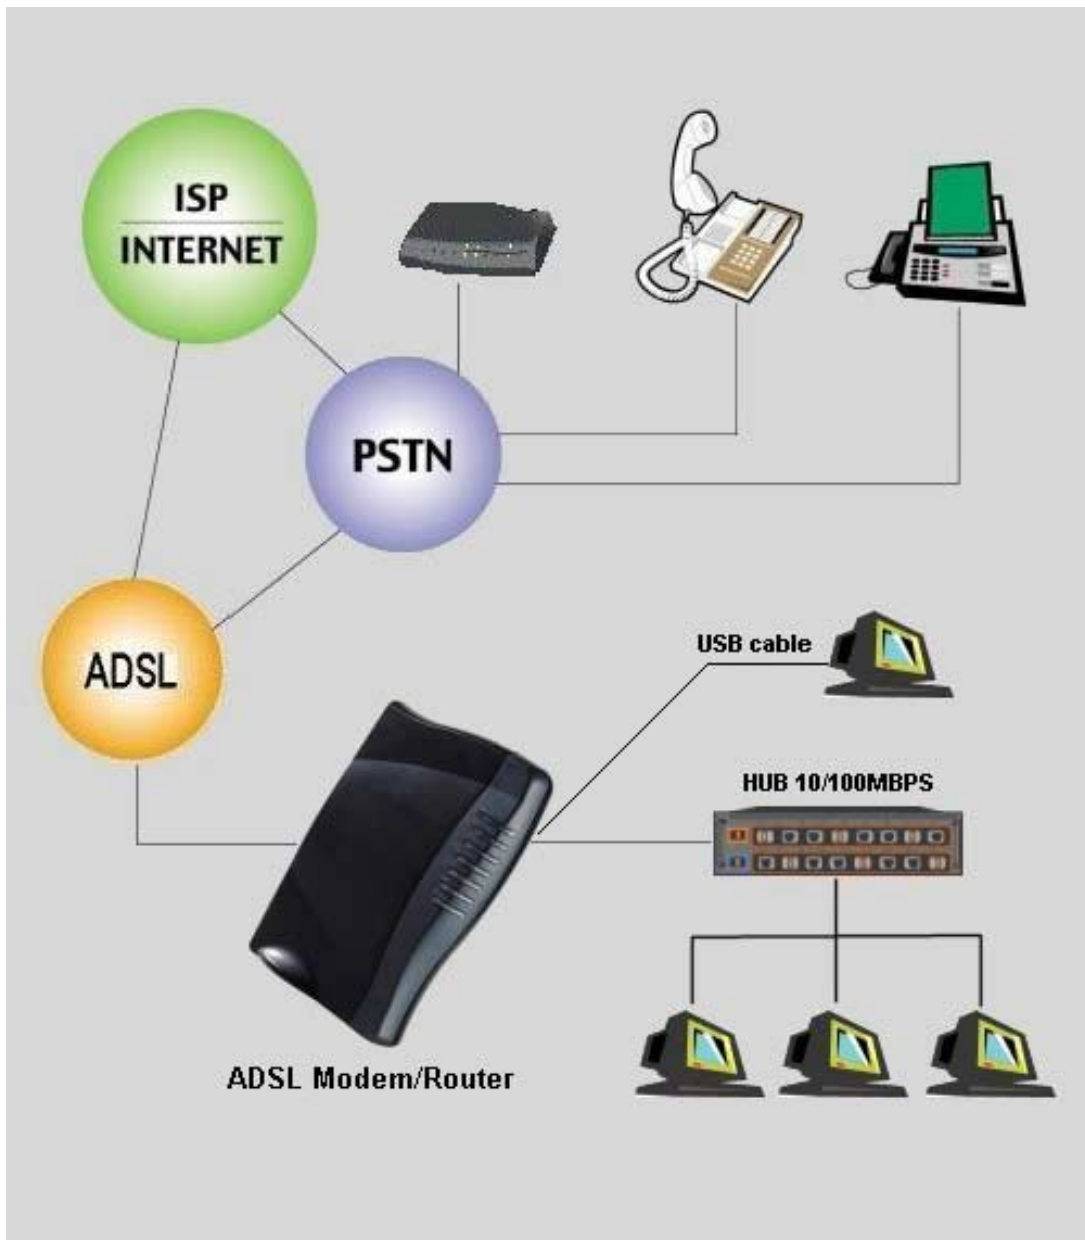 ISP
INTERNET
PSTN
ADSL
USB cable
HUB 10/100MBPS
ADSL Modem/Router